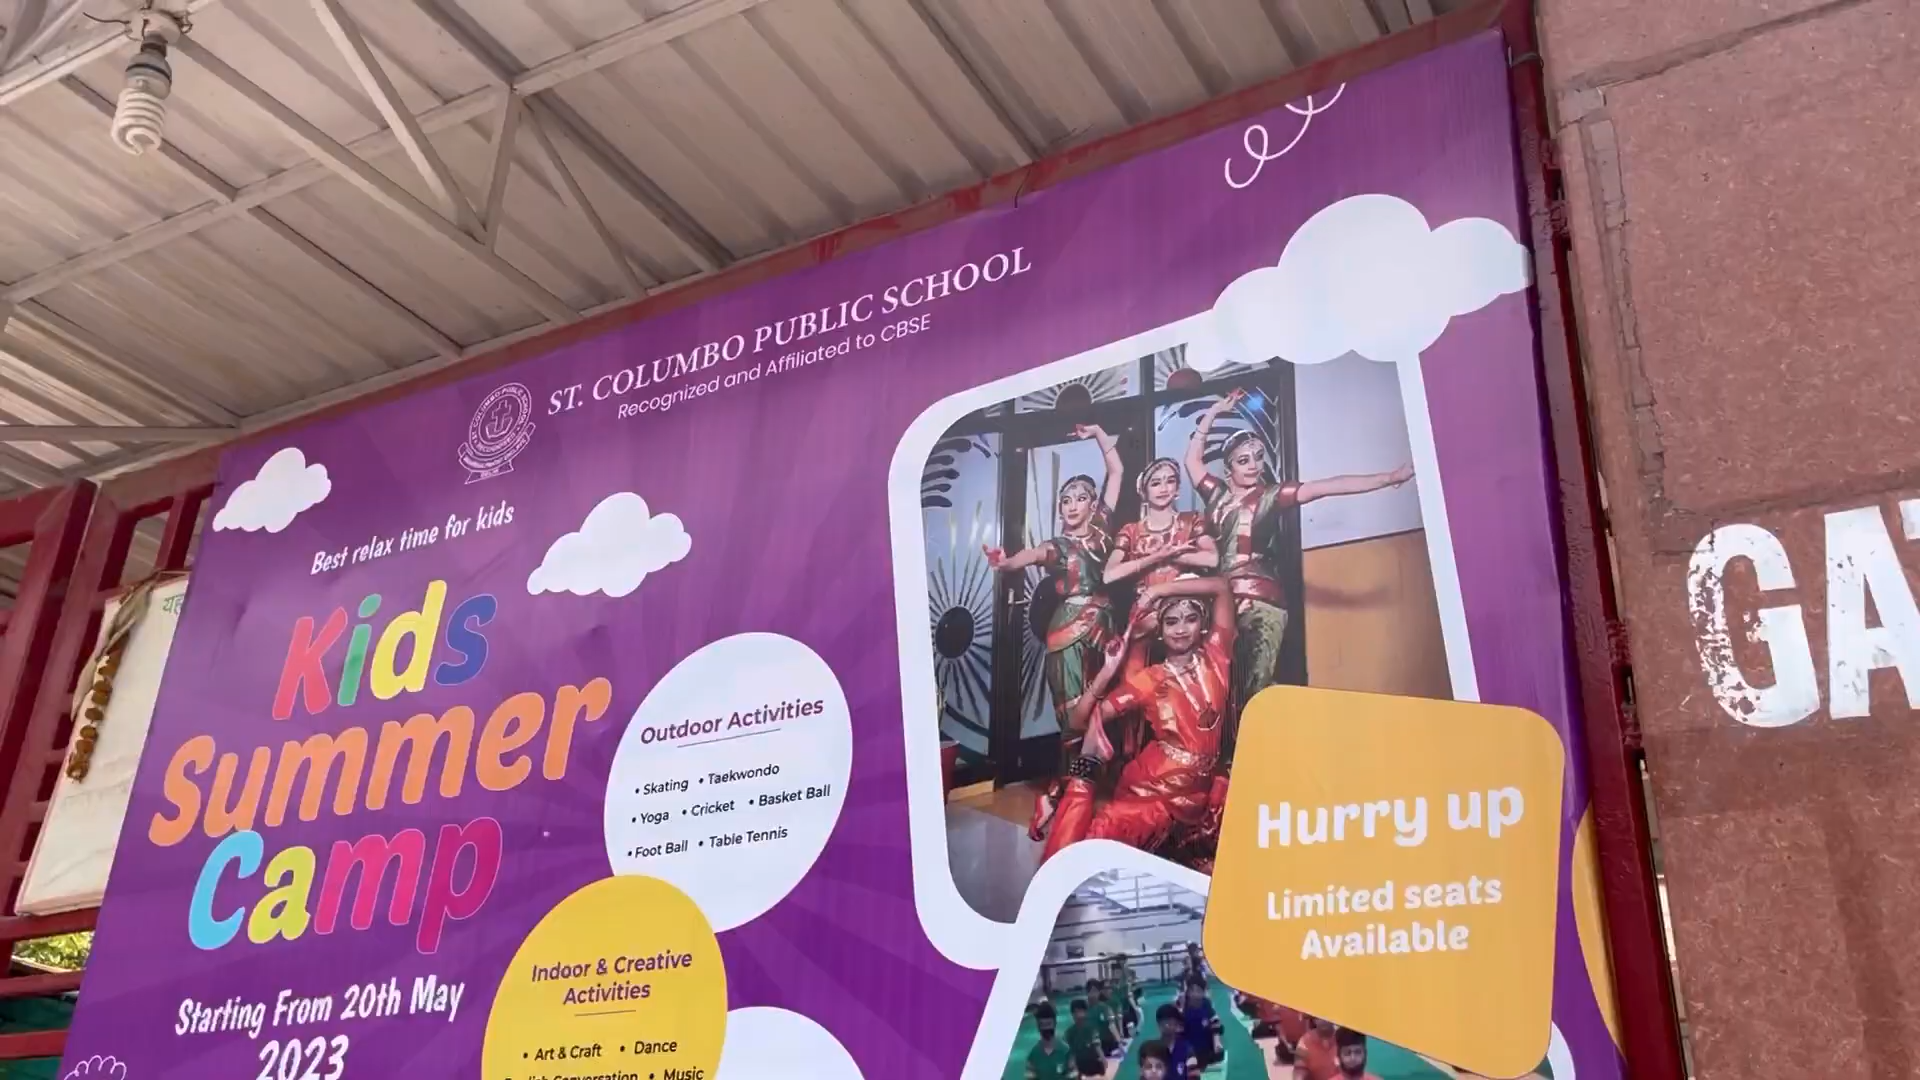 ST. COLUMBO PUBLIC SCHOOL
Recognized and Affiliated to CBSE
Best relax time for kids
Kids
Summer
Camp
Starting From 20th May
2023
Outdoor Activities
• Skating • Taekwondo
• Yoga • Cricket • Basket Ball
• Foot Ball • Table Tennis
Indoor & Creative
Activities
• Art & Craft • Dance
Conversation • Music
Hurry up
Limited seats
Available